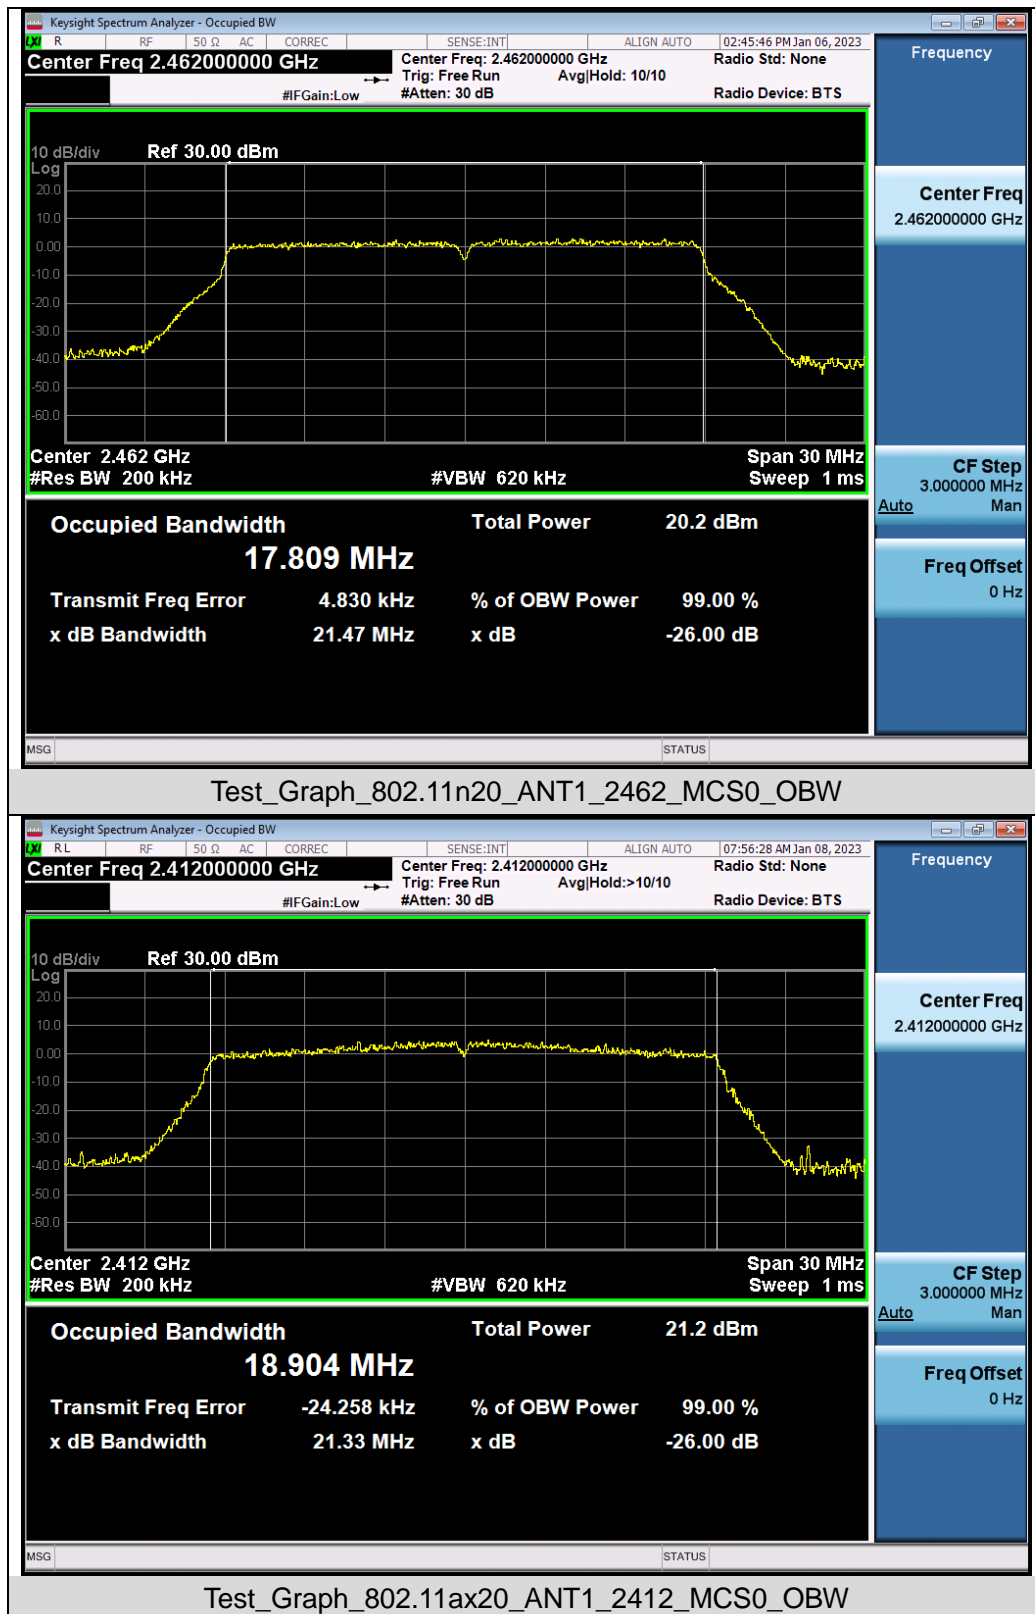 Keysight Spectrum Analyzer - Occupied BW
LXI R RF 50 Ω AC CORREC SENSE:INT ALIGN AUTO 02:45:46 PM Jan 06, 2023
Center Freq 2.462000000 GHz Center Freq: 2.462000000 GHz Radio Std: None
Trig: Free Run Avg|Hold: 10/10
#IFGain:Low #Atten: 30 dB Radio Device: BTS
10 dB/div Ref 30.00 dBm
Log
20.0
10.0
0.00
-10.0
-20.0
-30.0
-40.0
-50.0
-60.0
Center 2.462 GHz Span 30 MHz
#Res BW 200 kHz #VBW 620 kHz Sweep 1 ms
Occupied Bandwidth Total Power 20.2 dBm
17.809 MHz
Transmit Freq Error 4.830 kHz % of OBW Power 99.00 %
x dB Bandwidth 21.47 MHz x dB -26.00 dB
MSG STATUS
Frequency
Center Freq
2.462000000 GHz
CF Step
3.000000 MHz
Auto Man
Freq Offset
0 Hz
Test_Graph_802.11n20_ANT1_2462_MCS0_OBW
Keysight Spectrum Analyzer - Occupied BW
LXI RL RF 50 Ω AC CORREC SENSE:INT ALIGN AUTO 07:56:28 AM Jan 08, 2023
Center Freq 2.412000000 GHz Center Freq: 2.412000000 GHz Radio Std: None
Trig: Free Run Avg|Hold:>10/10
#IFGain:Low #Atten: 30 dB Radio Device: BTS
10 dB/div Ref 30.00 dBm
Log
20.0
10.0
0.00
-10.0
-20.0
-30.0
-40.0
-50.0
-60.0
Center 2.412 GHz Span 30 MHz
#Res BW 200 kHz #VBW 620 kHz Sweep 1 ms
Occupied Bandwidth Total Power 21.2 dBm
18.904 MHz
Transmit Freq Error -24.258 kHz % of OBW Power 99.00 %
x dB Bandwidth 21.33 MHz x dB -26.00 dB
MSG STATUS
Frequency
Center Freq
2.412000000 GHz
CF Step
3.000000 MHz
Auto Man
Freq Offset
0 Hz
Test_Graph_802.11ax20_ANT1_2412_MCS0_OBW